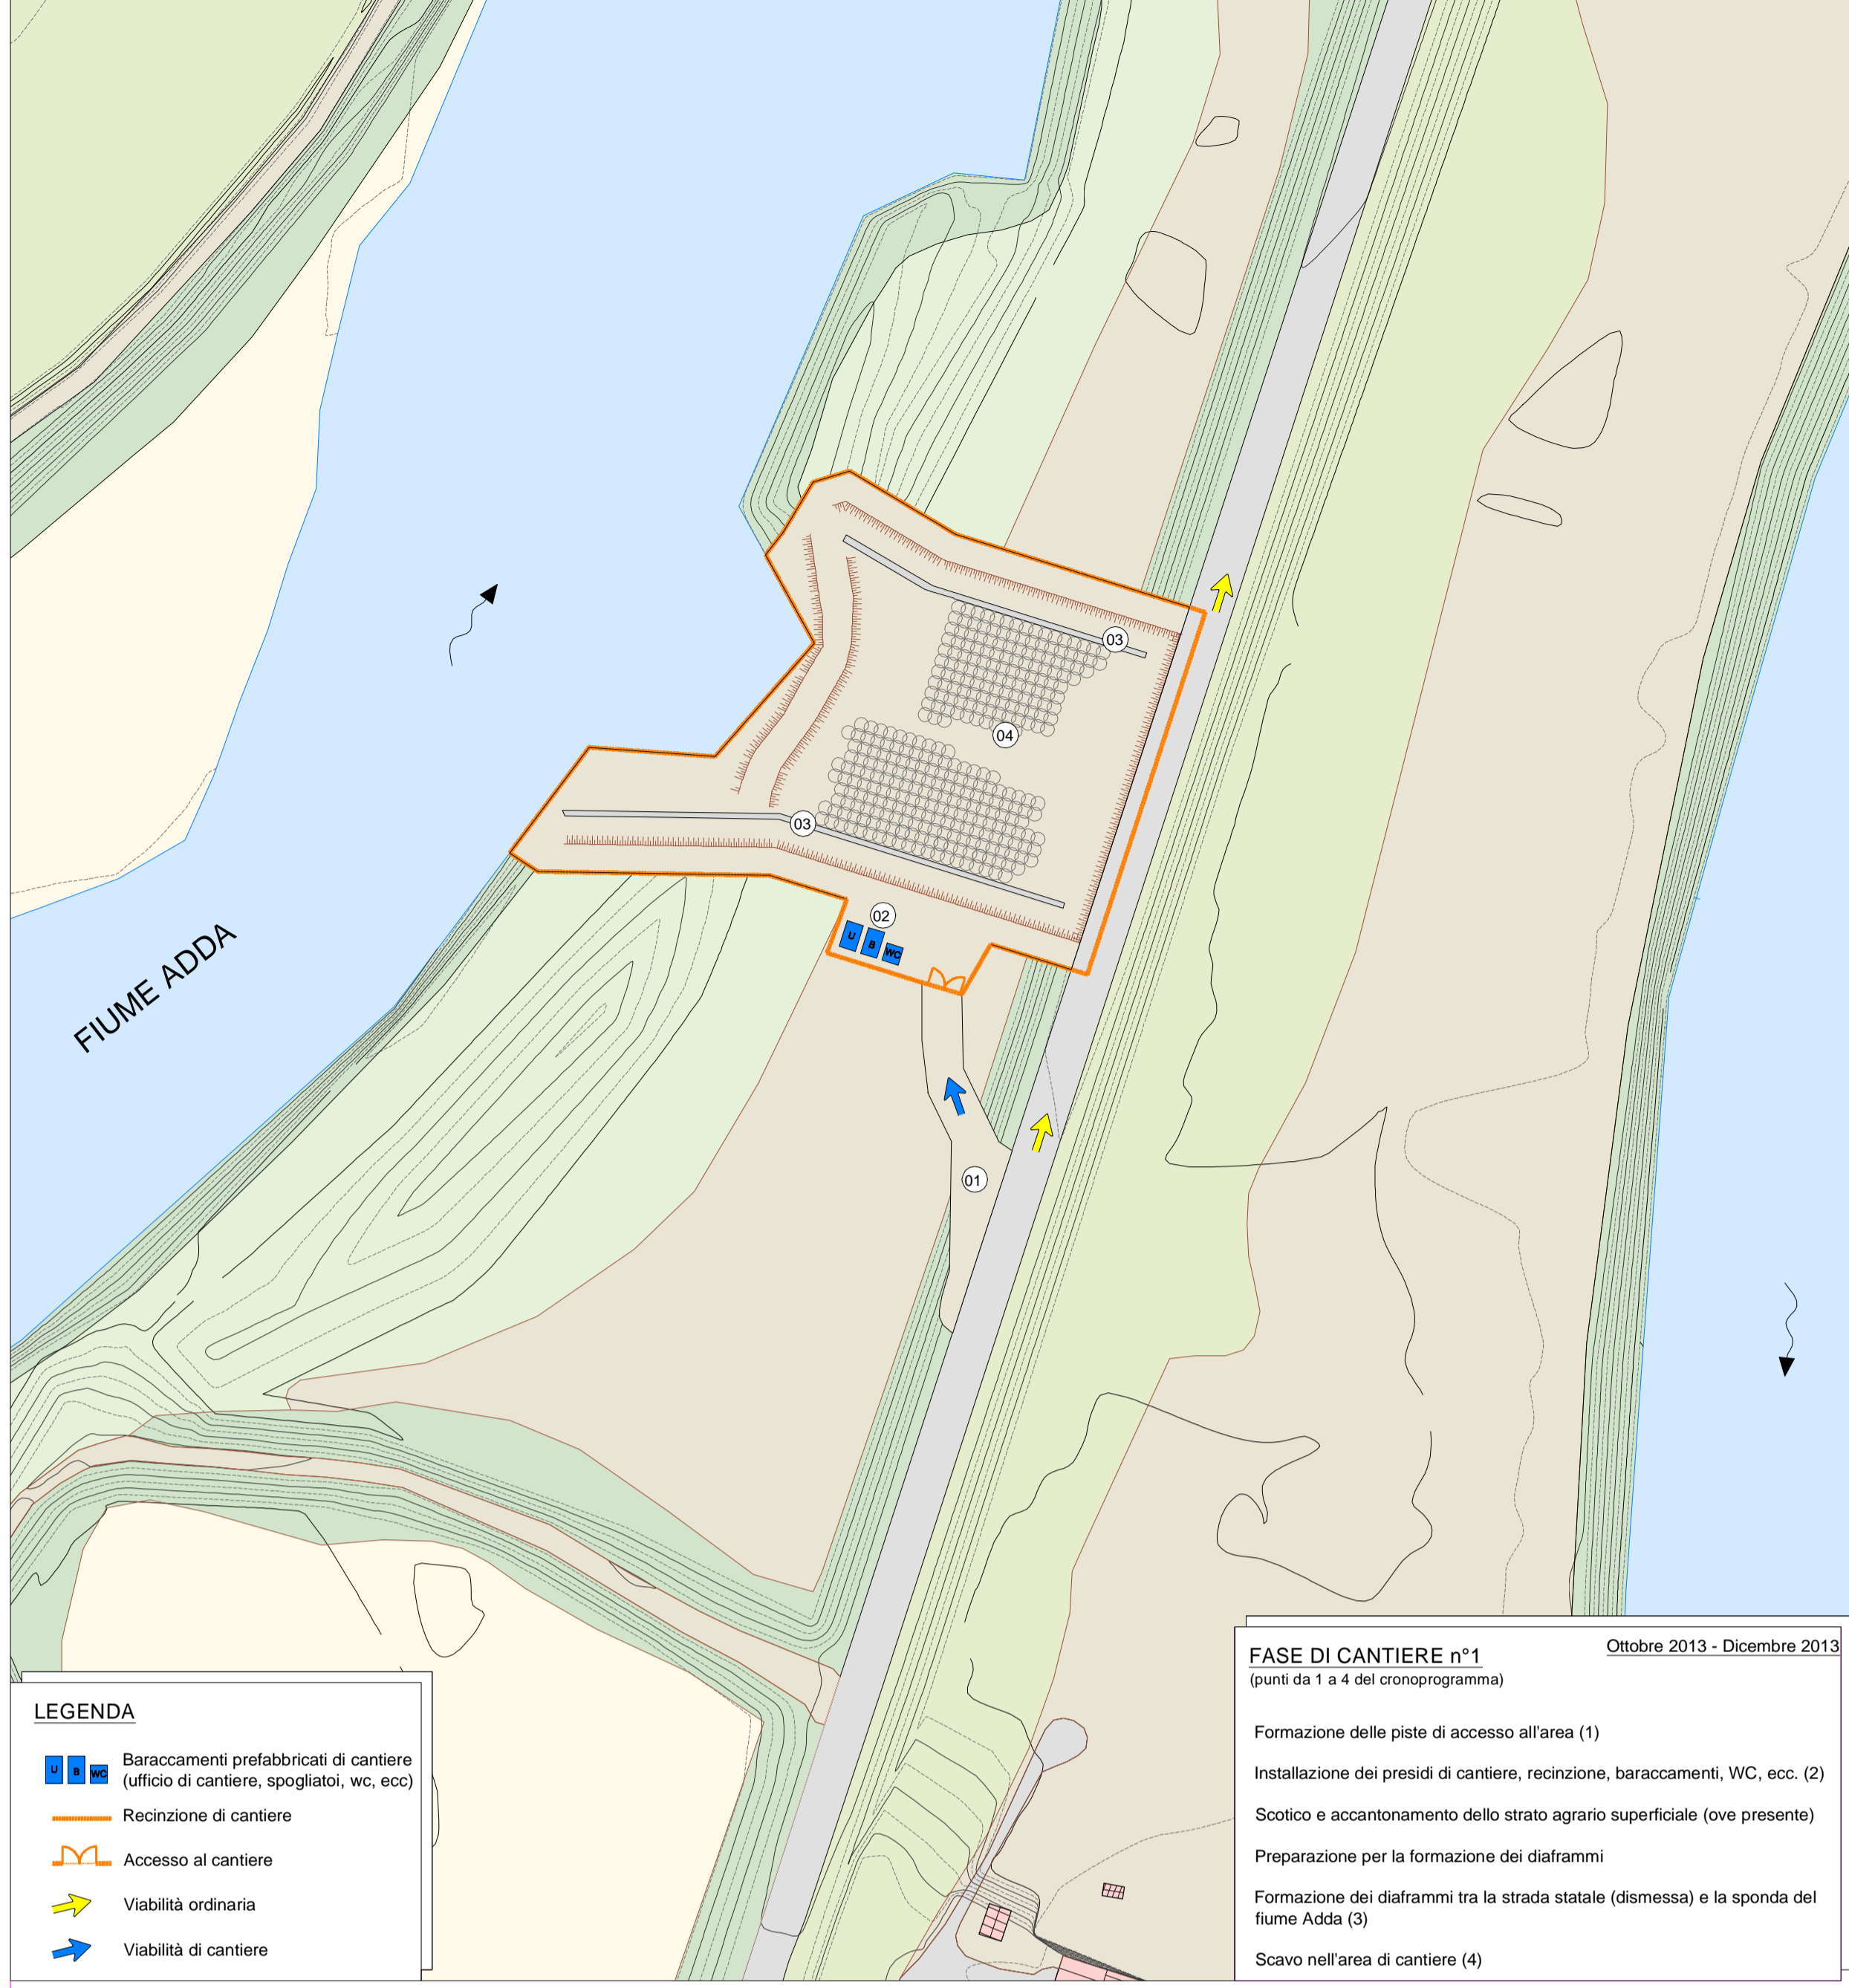 03
04
03
02
U B WC
FIUME ADDA
01
LEGENDA
U B WC
Baraccamenti prefabbricati di cantiere
(ufficio di cantiere, spogliatoi, wc, ecc)
Recinzione di cantiere
Accesso al cantiere
Viabilità ordinaria
Viabilità di cantiere
FASE DI CANTIERE n°1
Ottobre 2013 - Dicembre 2013
(punti da 1 a 4 del cronoprogramma)
Formazione delle piste di accesso all'area (1)
Installazione dei presidi di cantiere, recinzione, baraccamenti, WC, ecc. (2)
Scotico e accantonamento dello strato agrario superficiale (ove presente)
Preparazione per la formazione dei diaframmi
Formazione dei diaframmi tra la strada statale (dismessa) e la sponda del
fiume Adda (3)
Scavo nell'area di cantiere (4)